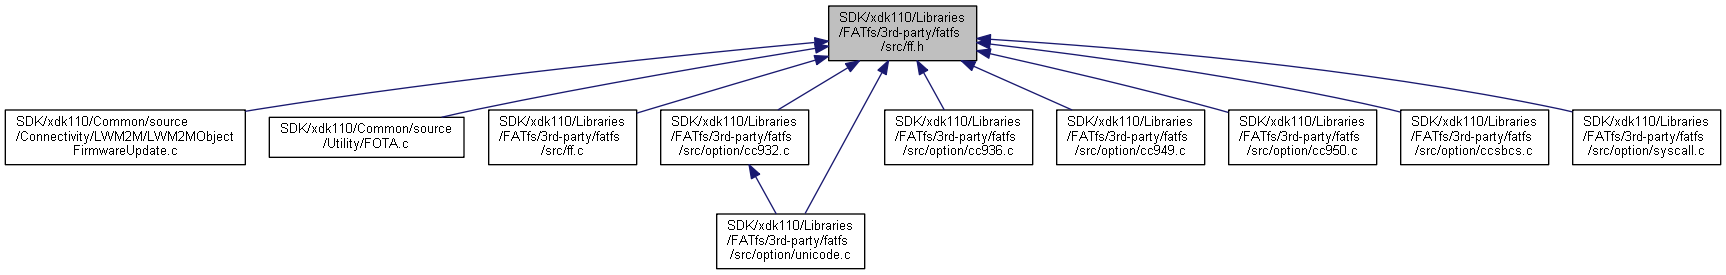 SDK/xdk110/Libraries
/FATfs/3rd-party/fatfs
/src/ff.h
SDK/xdk110/Common/source
/Connectivity/LWM2M/LWM2MObject
FirmwareUpdate.c
SDK/xdk110/Common/source
/Utility/FOTA.c
SDK/xdk110/Libraries
/FATfs/3rd-party/fatfs
/src/ff.c
SDK/xdk110/Libraries
/FATfs/3rd-party/fatfs
/src/option/cc932.c
SDK/xdk110/Libraries
/FATfs/3rd-party/fatfs
/src/option/cc936.c
SDK/xdk110/Libraries
/FATfs/3rd-party/fatfs
/src/option/cc949.c
SDK/xdk110/Libraries
/FATfs/3rd-party/fatfs
/src/option/cc950.c
SDK/xdk110/Libraries
/FATfs/3rd-party/fatfs
/src/option/ccsbcs.c
SDK/xdk110/Libraries
/FATfs/3rd-party/fatfs
/src/option/syscall.c
SDK/xdk110/Libraries
/FATfs/3rd-party/fatfs
/src/option/unicode.c